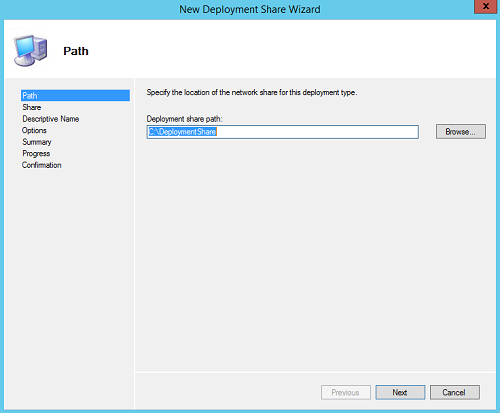 New Deployment Share Wizard
x
Path
Path
Share
Descriptive Name
Options
Summary
Progress
Confirmation
Specify the location of the network share for this deployment type.
Deployment share path:
C:\DeploymentShare
Browse...
Previous
Next
Cancel